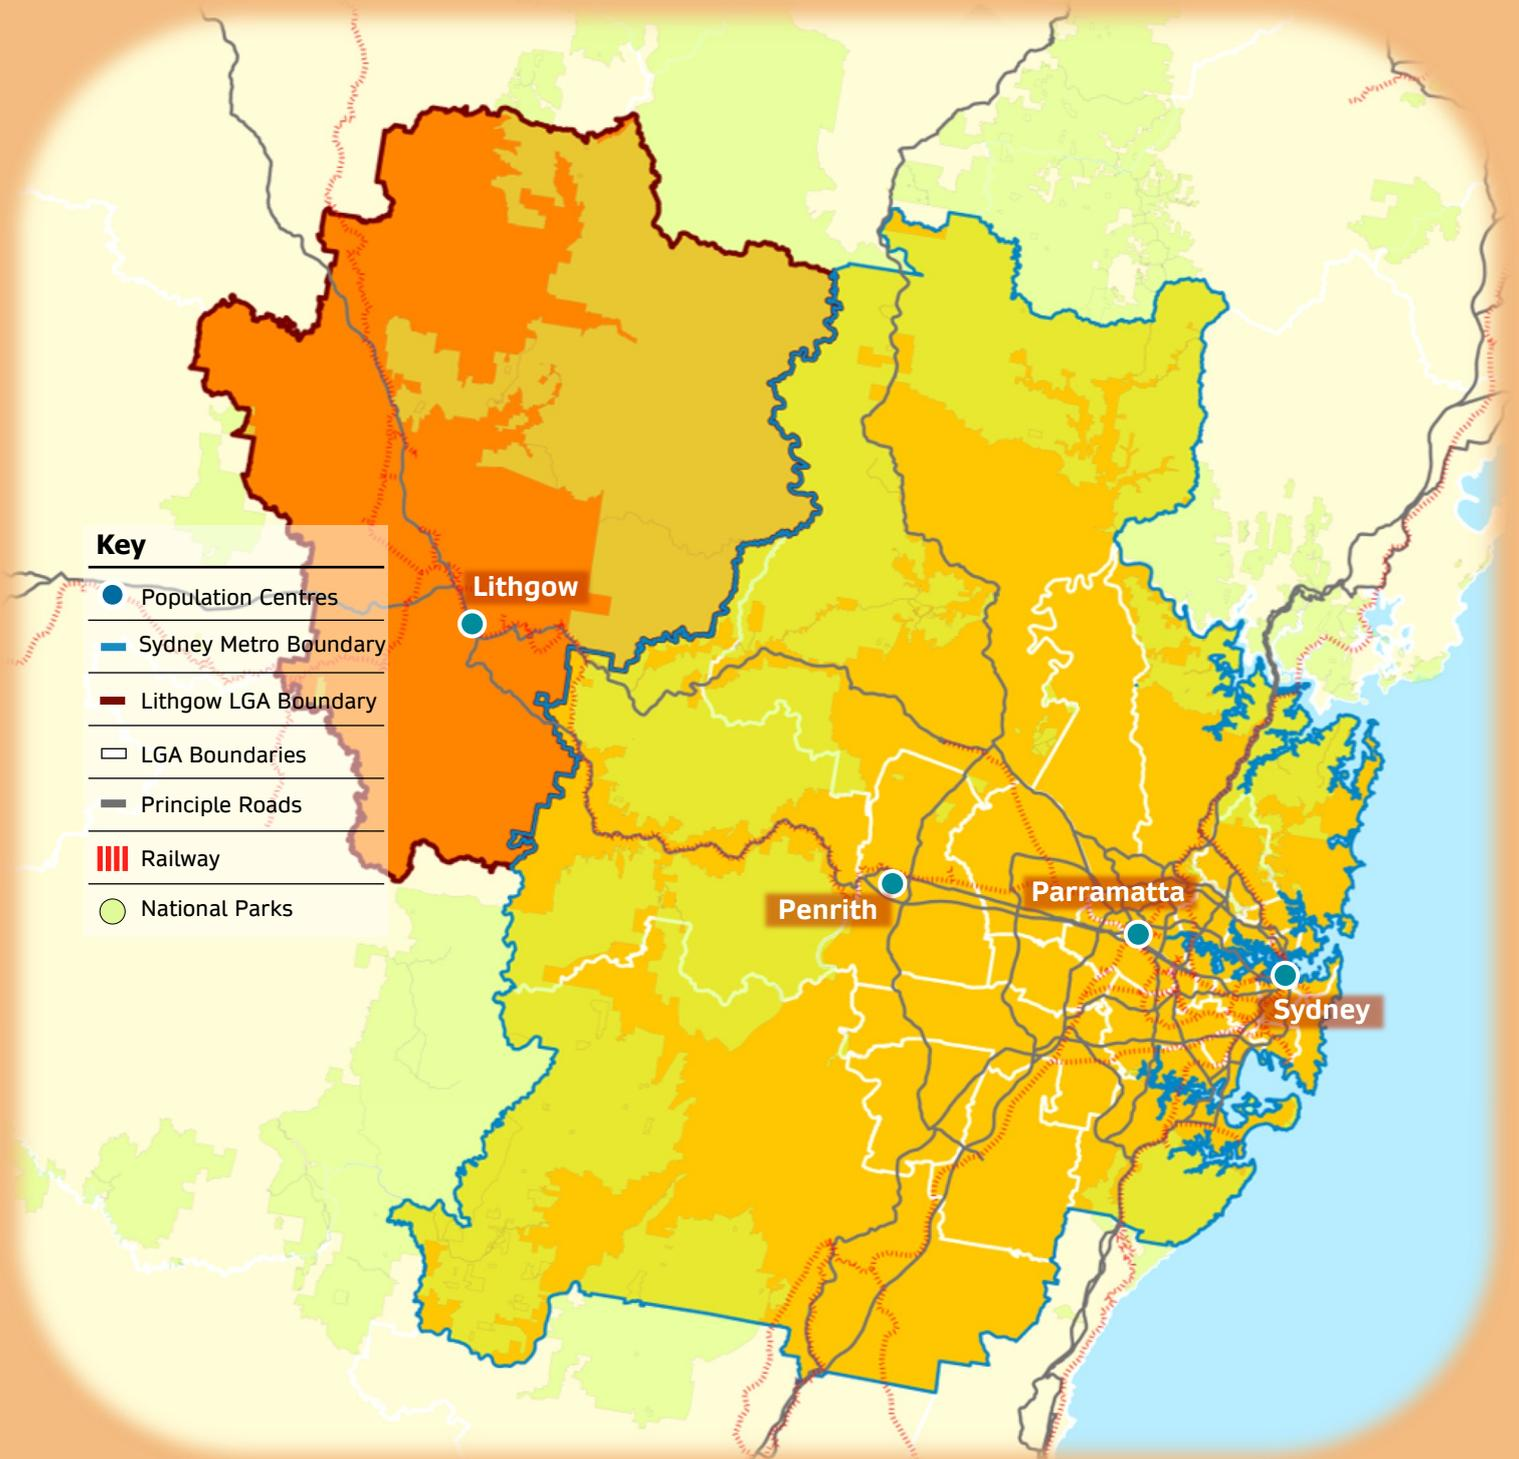 Key
Population Centres
Sydney Metro Boundary
Lithgow LGA Boundary
LGA Boundaries
Principle Roads
Railway
National Parks
Lithgow
Penrith
Parramatta
Sydney